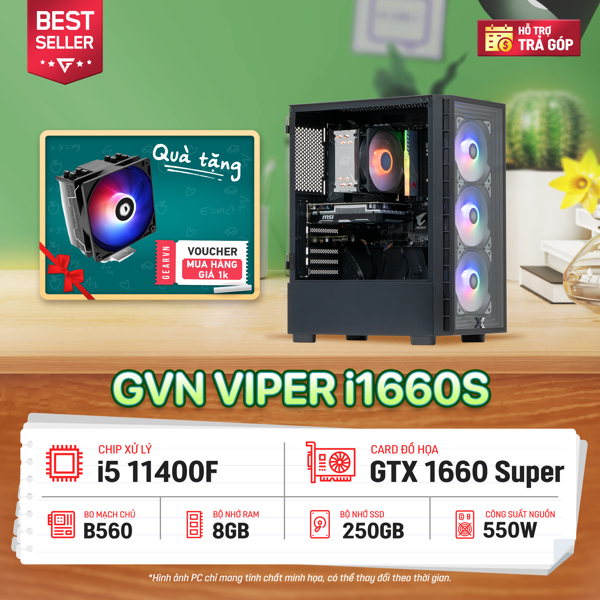 BEST
SELLER
HỖ TRỢ
TRẢ GÓP
Quà tặng
GEARVN
VOUCHER
MUA HÀNG
GIÁ 1k
msi
GVN VIPER i1660S
CHIP XỬ LÝ
i5 11400F
CARD ĐỒ HỌA
GTX 1660 Super
BO MẠCH CHỦ
B560
BỘ NHỚ RAM
8GB
BỘ NHỚ SSD
250GB
CÔNG SUẤT NGUỒN
550W
*Hình ảnh PC chỉ mang tính chất minh họa, có thể thay đổi theo thời gian.